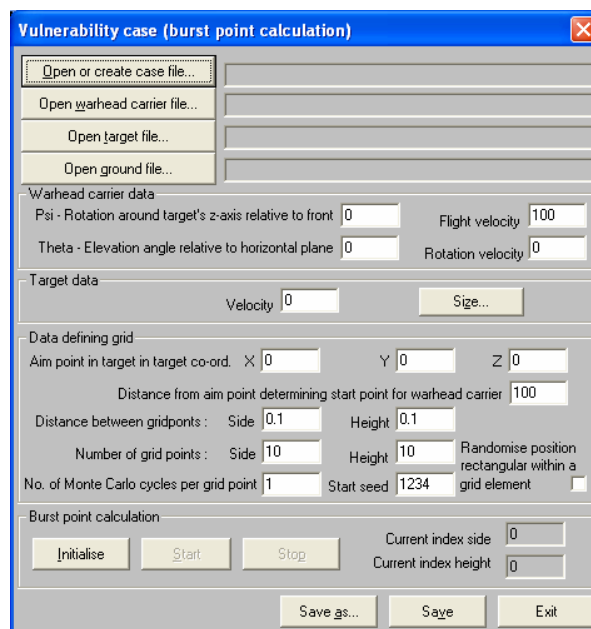 Vulnerability case (burst point calculation)
Open or create case file...
Open warhead carrier file...
Open target file...
Open ground file...
Warhead carrier data
Psi - Rotation around target's z-axis relative to front 0 Flight velocity 100
Theta - Elevation angle relative to horizontal plane 0 Rotation velocity 0
Target data
Velocity 0 Size...
Data defining grid
Aim point in target in target co-ord. X 0 Y 0 Z 0
Distance from aim point determining start point for warhead carrier 100
Distance between gridponts : Side 0.1 Height 0.1
Number of grid points : Side 10 Height 10
Randomise position
rectangular within a
grid element
No. of Monte Carlo cycles per grid point 1 Start seed 1234
Burst point calculation
Initialise Start Stop
Current index side 0
Current index height 0
Save as... Save Exit